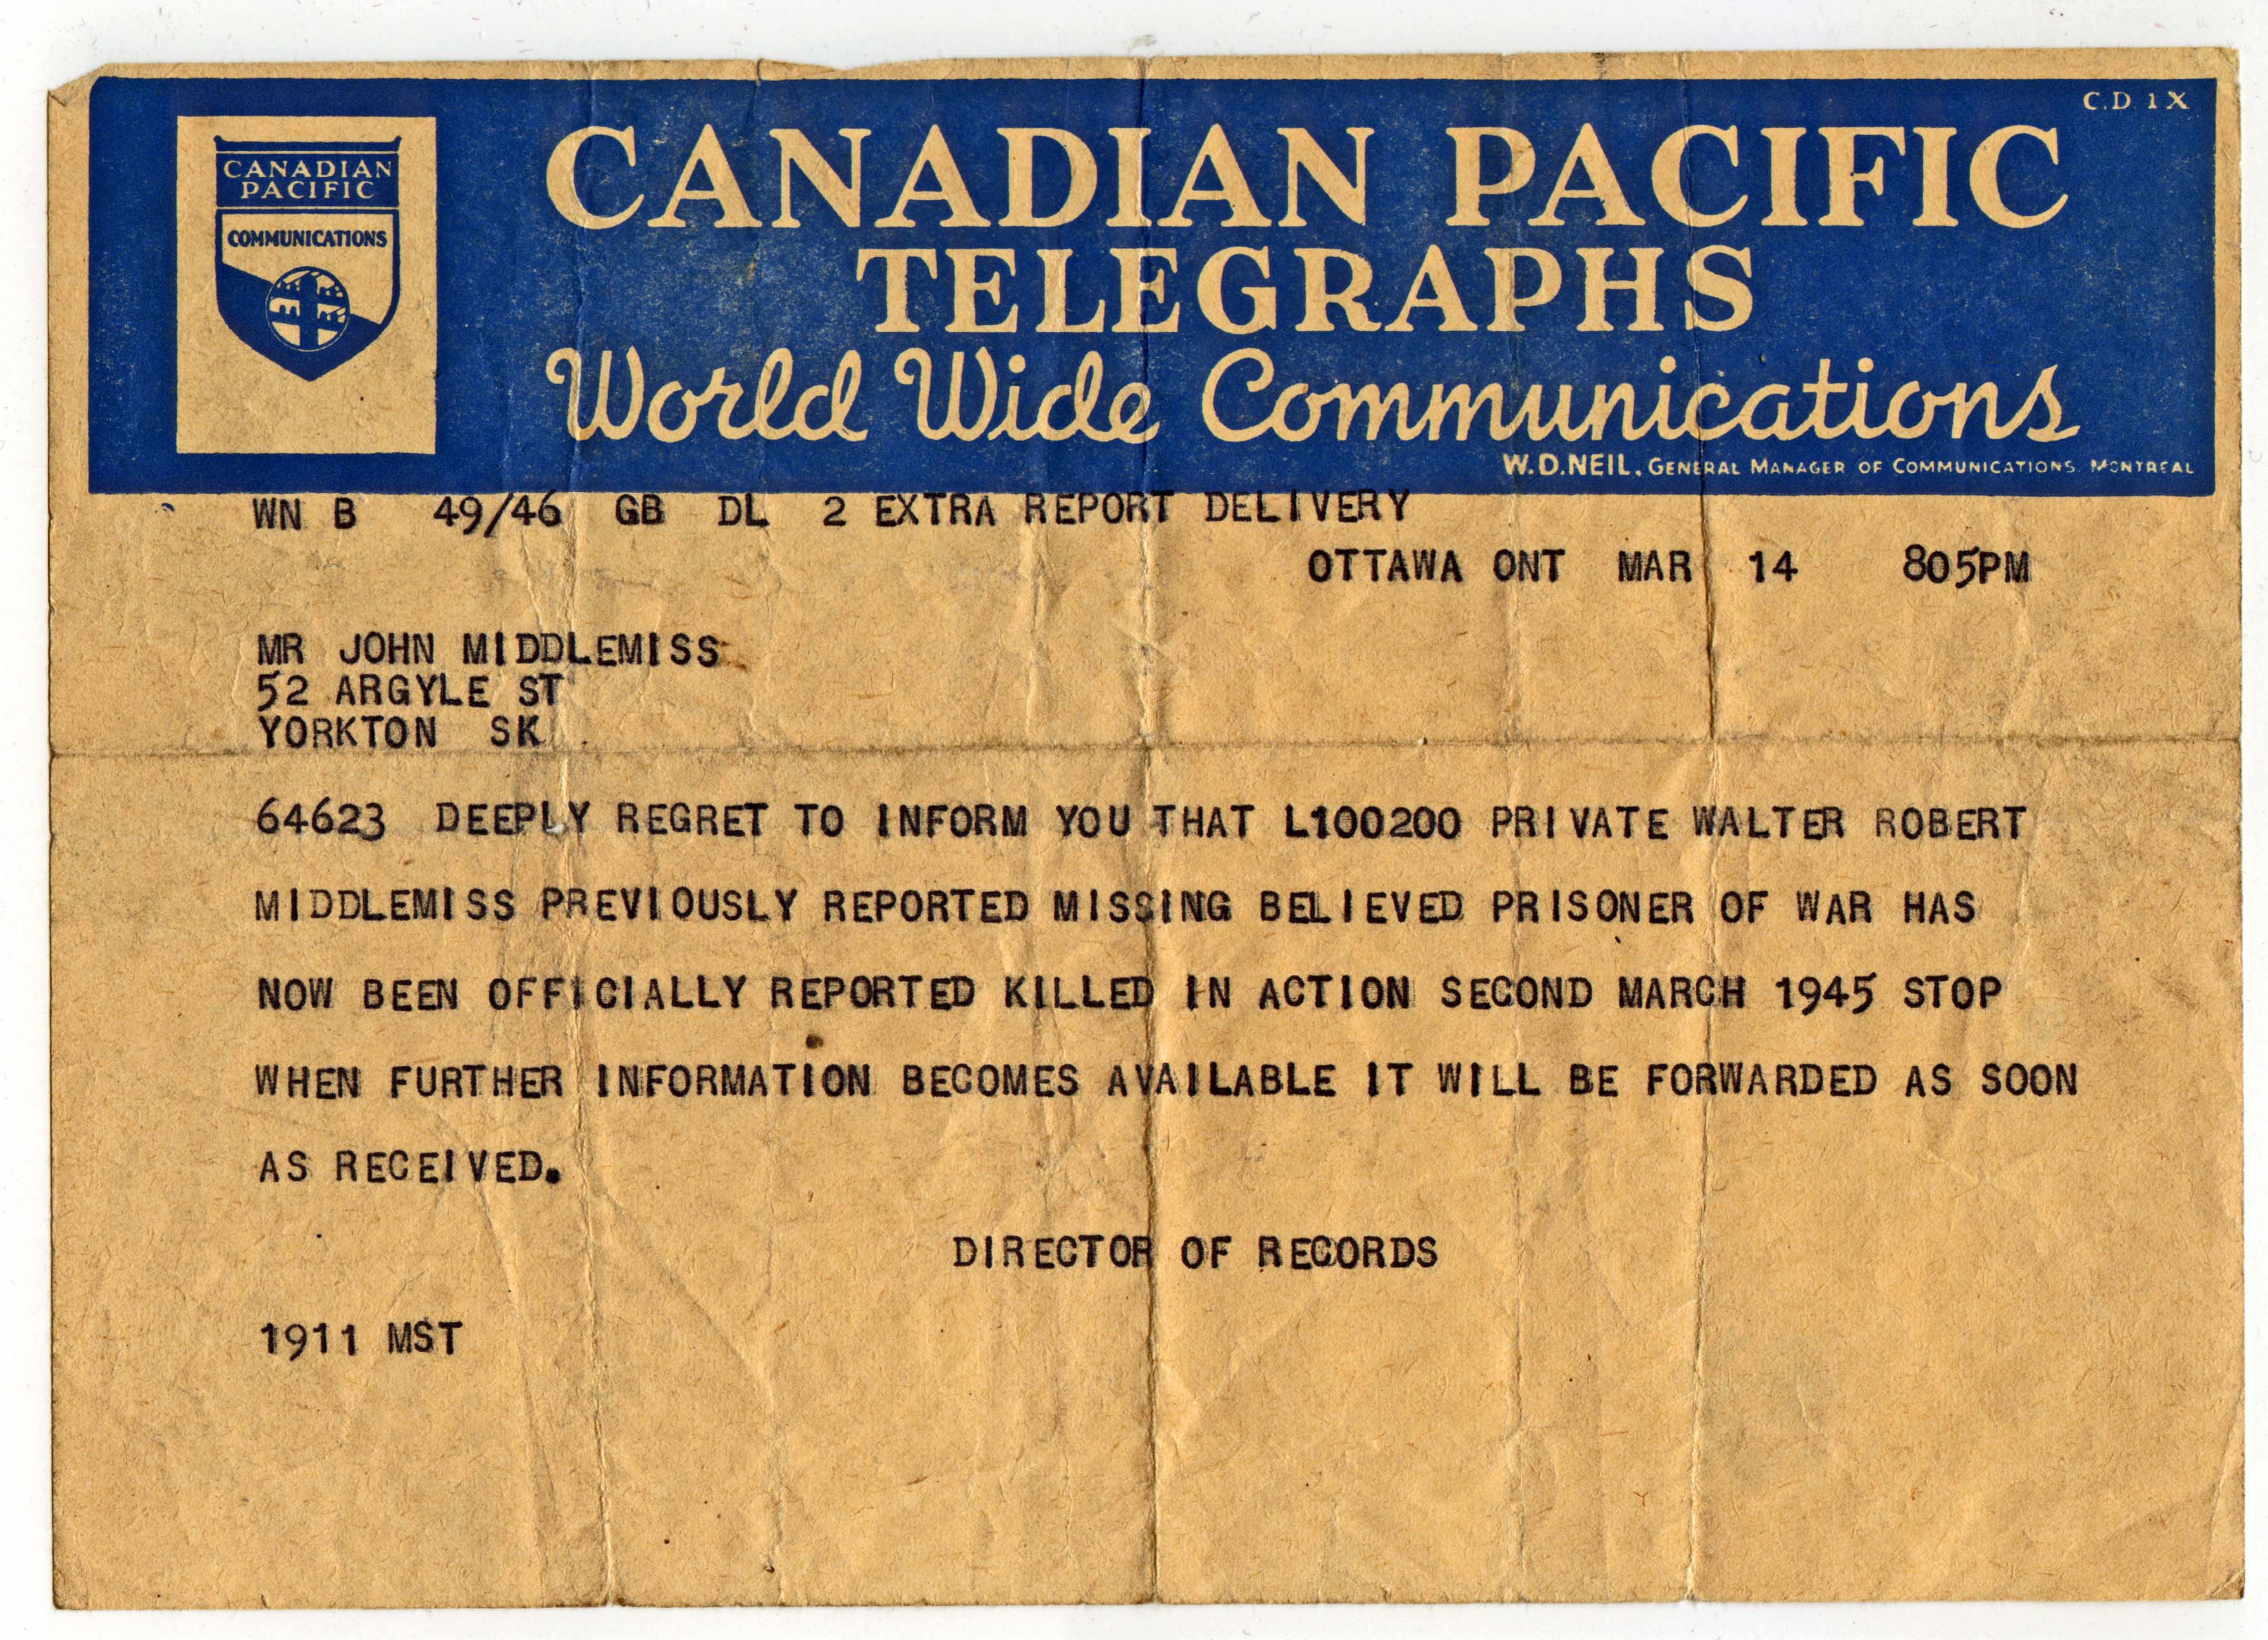 C.D 1X
CANADIAN
PACIFIC
COMMUNICATIONS
CANADIAN PACIFIC
TELEGRAPHS
World Wide Communications
W.D.NEIL, GENERAL MANAGER OF COMMUNICATIONS. MONTREAL
WN B 49/46 GB DL 2 EXTRA REPORT DELIVERY
OTTAWA ONT MAR 14 805PM
MR JOHN MIDDLEMISS
52 ARGYLE ST
YORKTON SK
64623 DEEPLY REGRET TO INFORM YOU THAT L100200 PRIVATE WALTER ROBERT
MIDDLEMISS PREVIOUSLY REPORTED MISSING BELIEVED PRISONER OF WAR HAS
NOW BEEN OFFICIALLY REPORTED KILLED IN ACTION SECOND MARCH 1945 STOP
WHEN FURTHER INFORMATION BECOMES AVAILABLE IT WILL BE FORWARDED AS SOON
AS RECEIVED.
DIRECTOR OF RECORDS
1911 MST